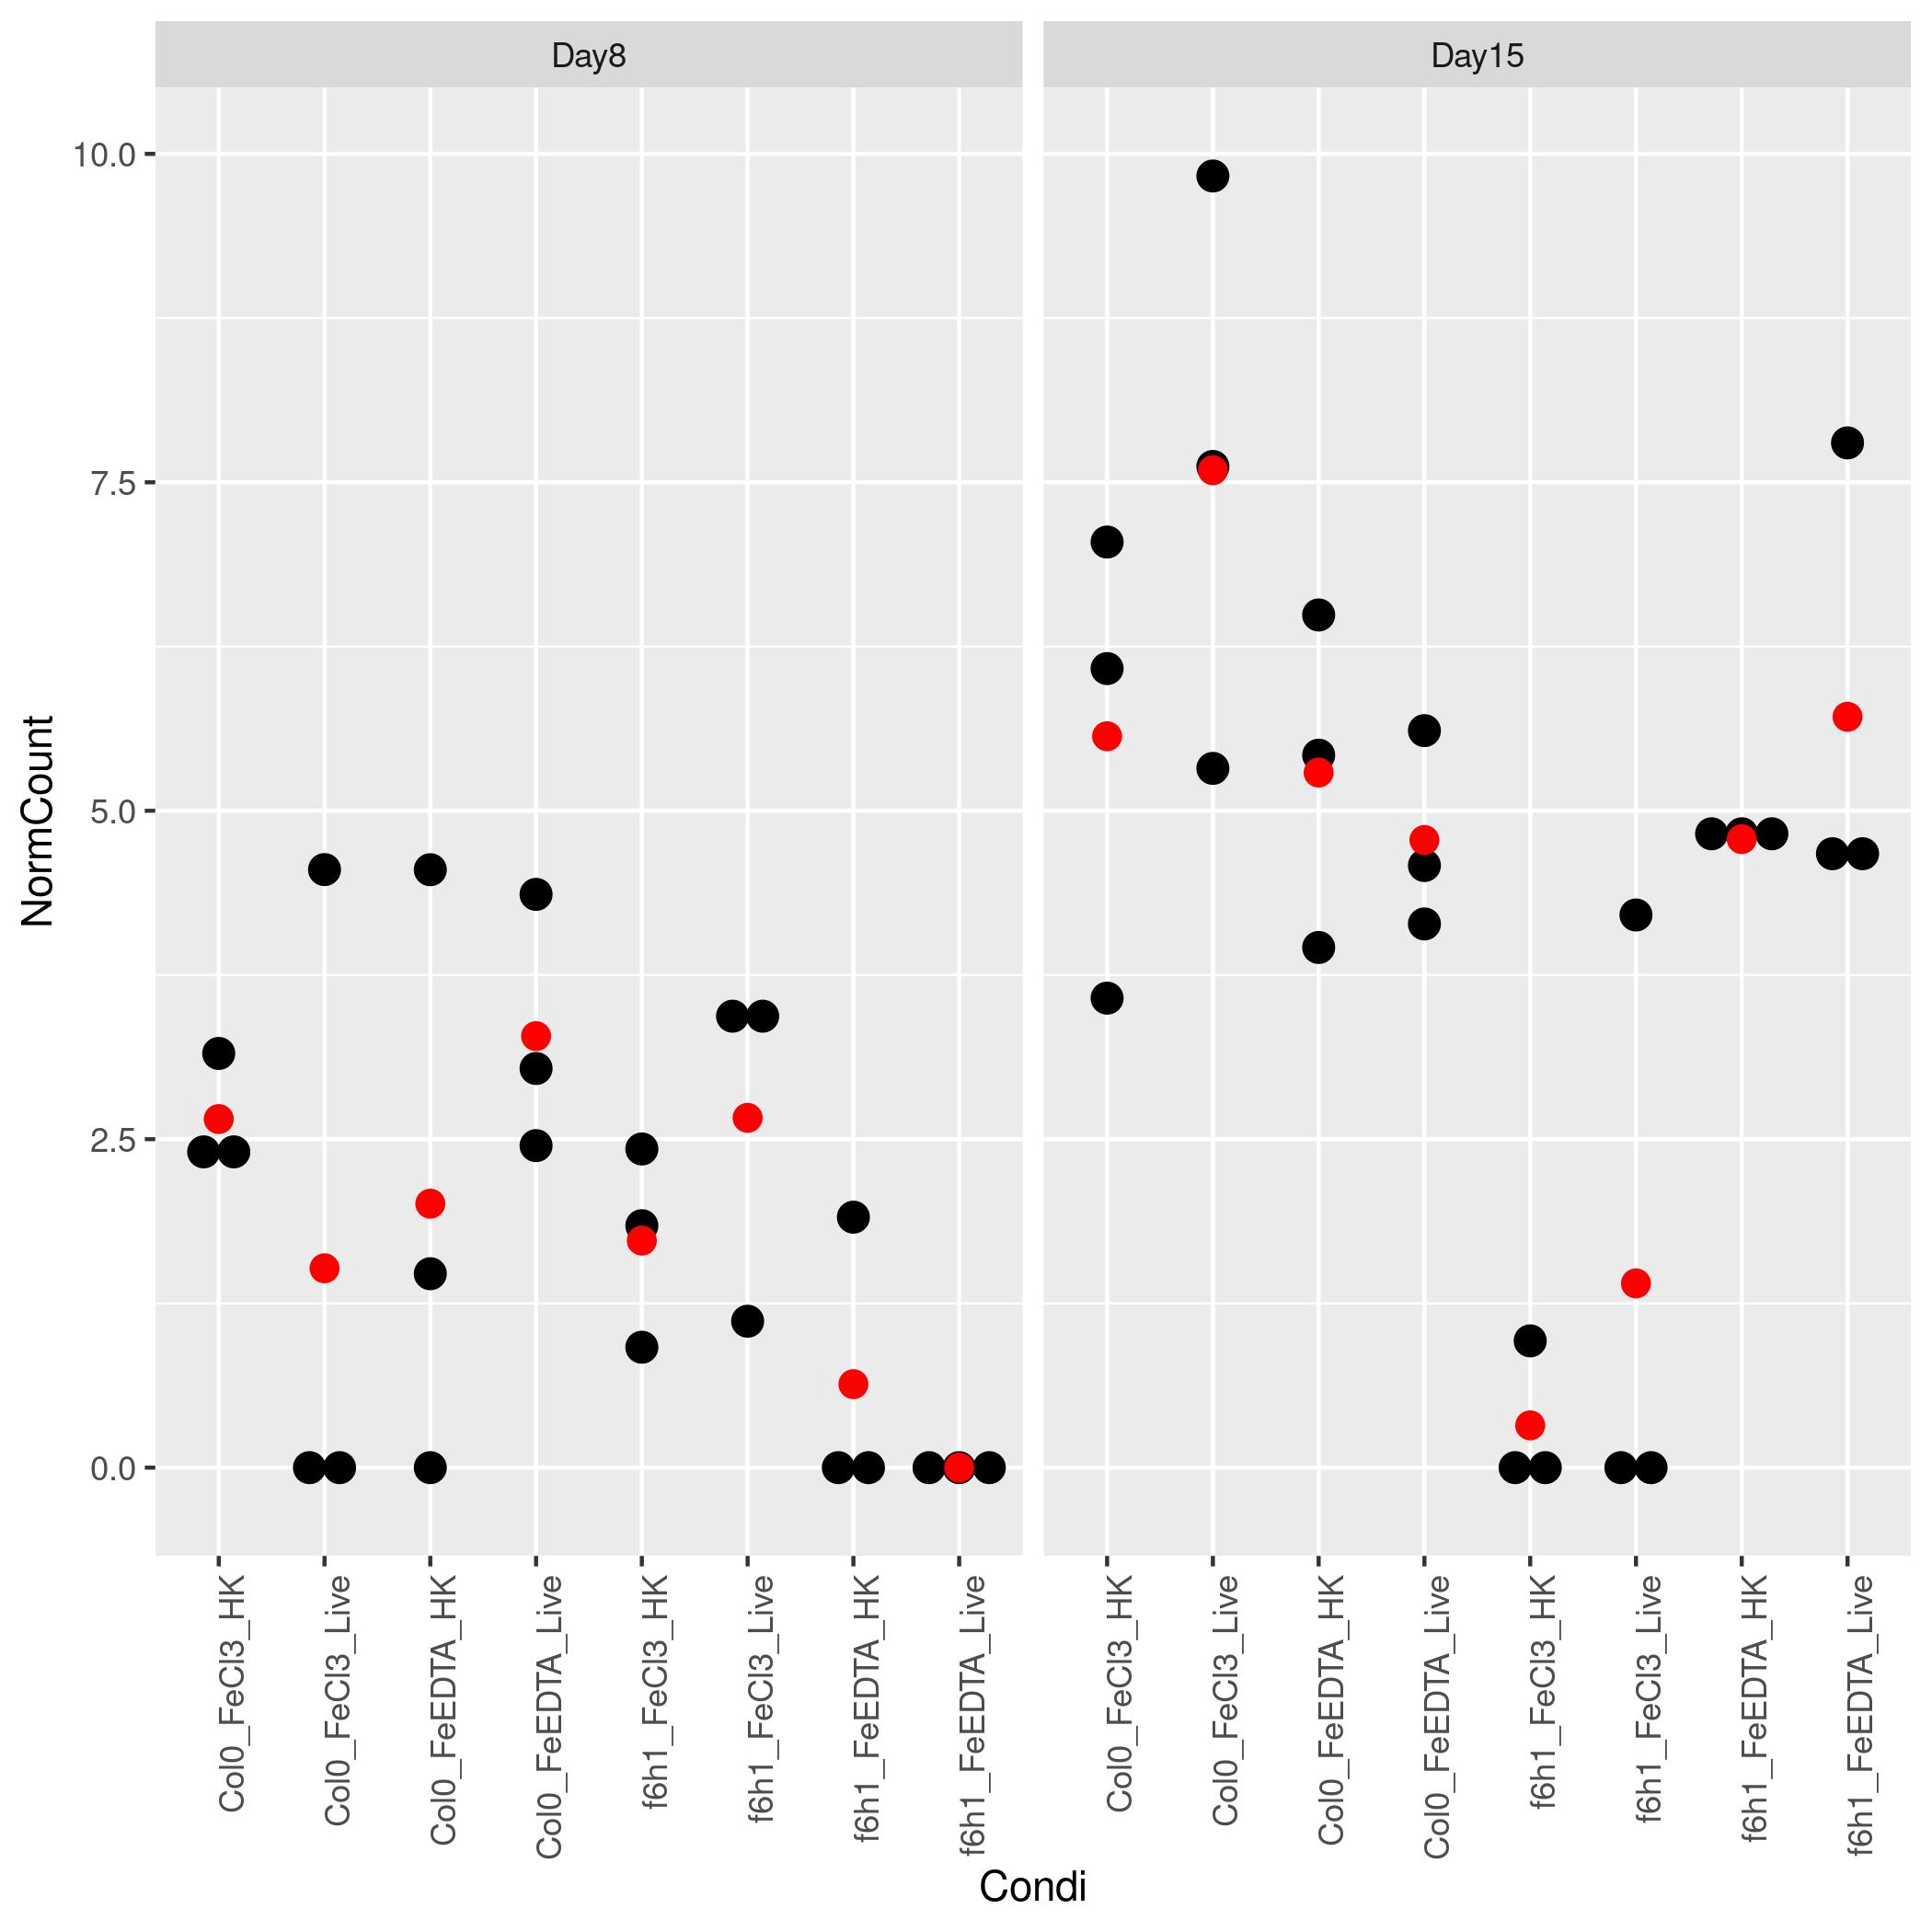 Day8
Day15
10.0
7.5
5.0
2.5
0.0
NormCount
Col0_FeCl3_HK
Col0_FeCl3_Live
Col0_FeEDTA_HK
Col0_FeEDTA_Live
f6h1_FeCl3_HK
f6h1_FeCl3_Live
f6h1_FeEDTA_HK
f6h1_FeEDTA_Live
Col0_FeCl3_HK
Col0_FeCl3_Live
Col0_FeEDTA_HK
Col0_FeEDTA_Live
f6h1_FeCl3_HK
f6h1_FeCl3_Live
f6h1_FeEDTA_HK
f6h1_FeEDTA_Live
Condi